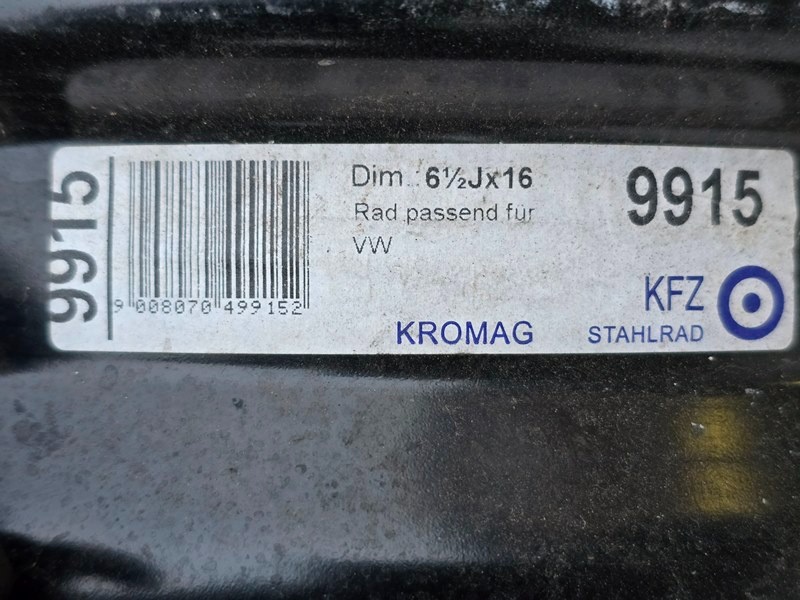 9915
9 008070 499152
Dim. 6½Jx16
Rad passend für
VW
9915
KROMAG
KFZ
STAHLRAD